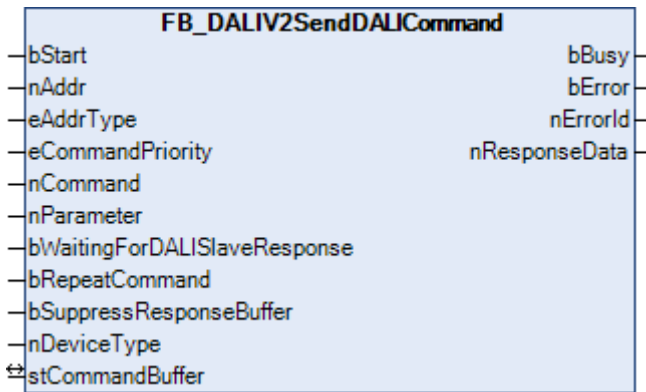 FB_DALIV2SendDALICommand
bStart bBusy
nAddr bError
eAddrType nErrorId
eCommandPriority nResponseData
nCommand
nParameter
bWaitingForDALISlaveResponse
bRepeatCommand
bSuppressResponseBuffer
nDeviceType
stCommandBuffer